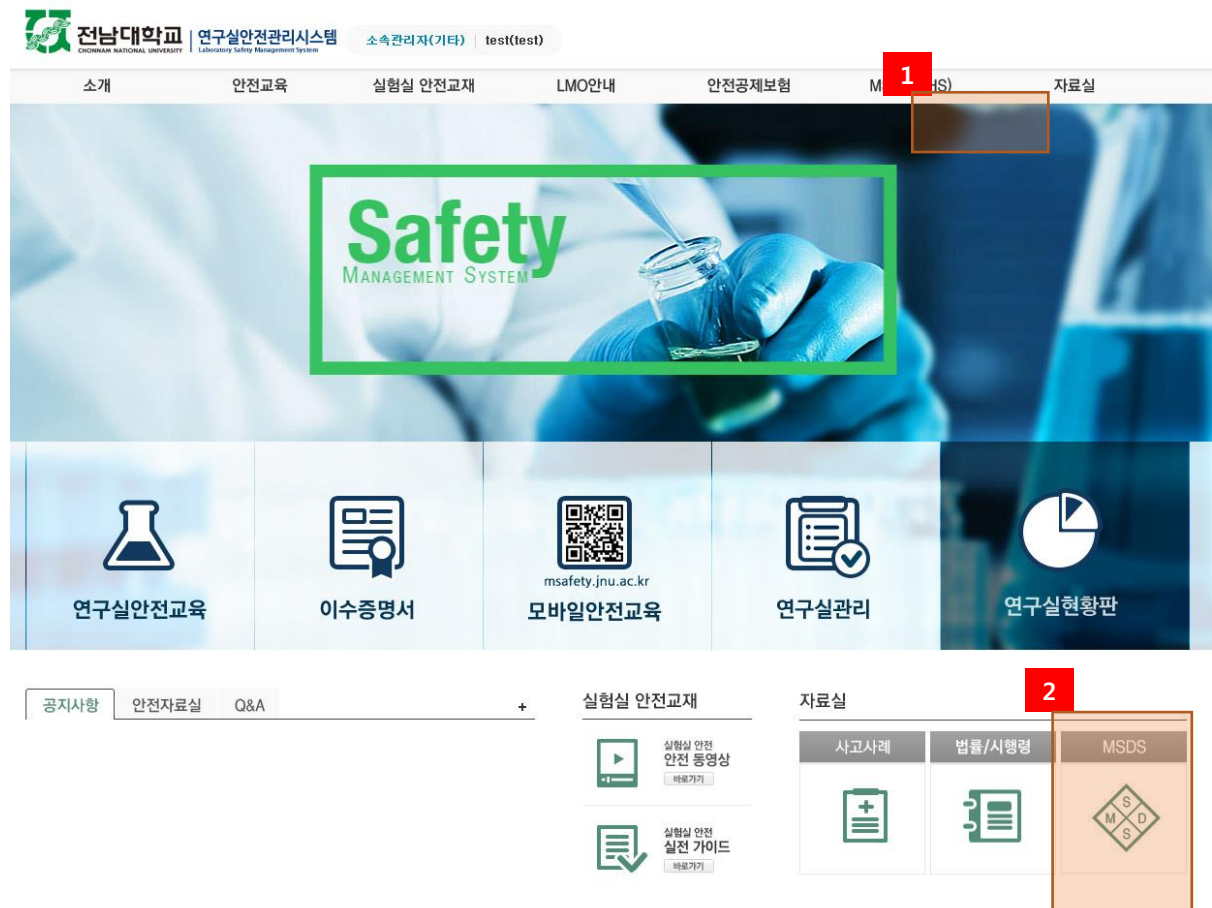 전남대학교
CHONNAM NATIONAL UNIVERSITY
연구실안전관리시스템
Laboratory Safety Management System
소속관리자(기타) test(test)
소개 안전교육 실험실 안전교재 LMO안내 안전공제보험 자료실
1
Safety
MANAGEMENT SYSTEM
msafety.jnu.ac.kr
연구실안전교육 이수증명서 모바일안전교육 연구실관리 연구실현황판
2
공지사항 안전자료실 Q&A +
실험실 안전교재
실험실 안전
안전 동영상
바로가기
실험실 안전
실전 가이드
바로가기
자료실
사고사례 법률/시행령 MSDS
S
M D
S